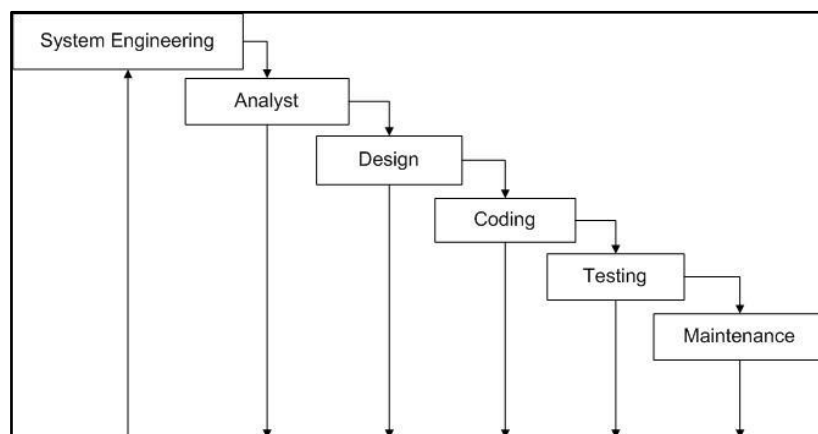 System Engineering
Analyst
Design
Coding
Testing
Maintenance